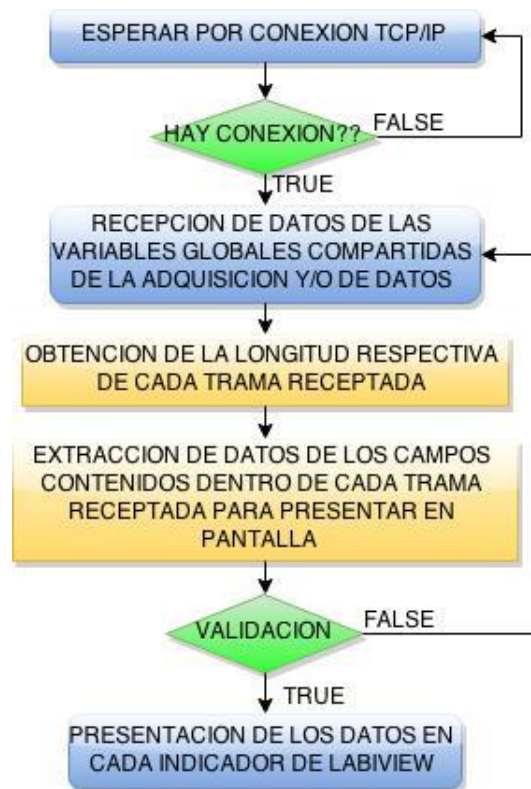 ESPERAR POR CONEXION TCP/IP
HAY CONEXION??
FALSE
TRUE
RECEPCION DE DATOS DE LAS
VARIABLES GLOBALES COMPARTIDAS
DE LA ADQUISICION Y/O DE DATOS
OBTENCION DE LA LONGITUD RESPECTIVA
DE CADA TRAMA RECEPTADA
EXTRACCION DE DATOS DE LOS CAMPOS
CONTENIDOS DENTRO DE CADA TRAMA
RECEPTADA PARA PRESENTAR EN
PANTALLA
VALIDACION
FALSE
TRUE
PRESENTACION DE LOS DATOS EN
CADA INDICADOR DE LABIVIEW